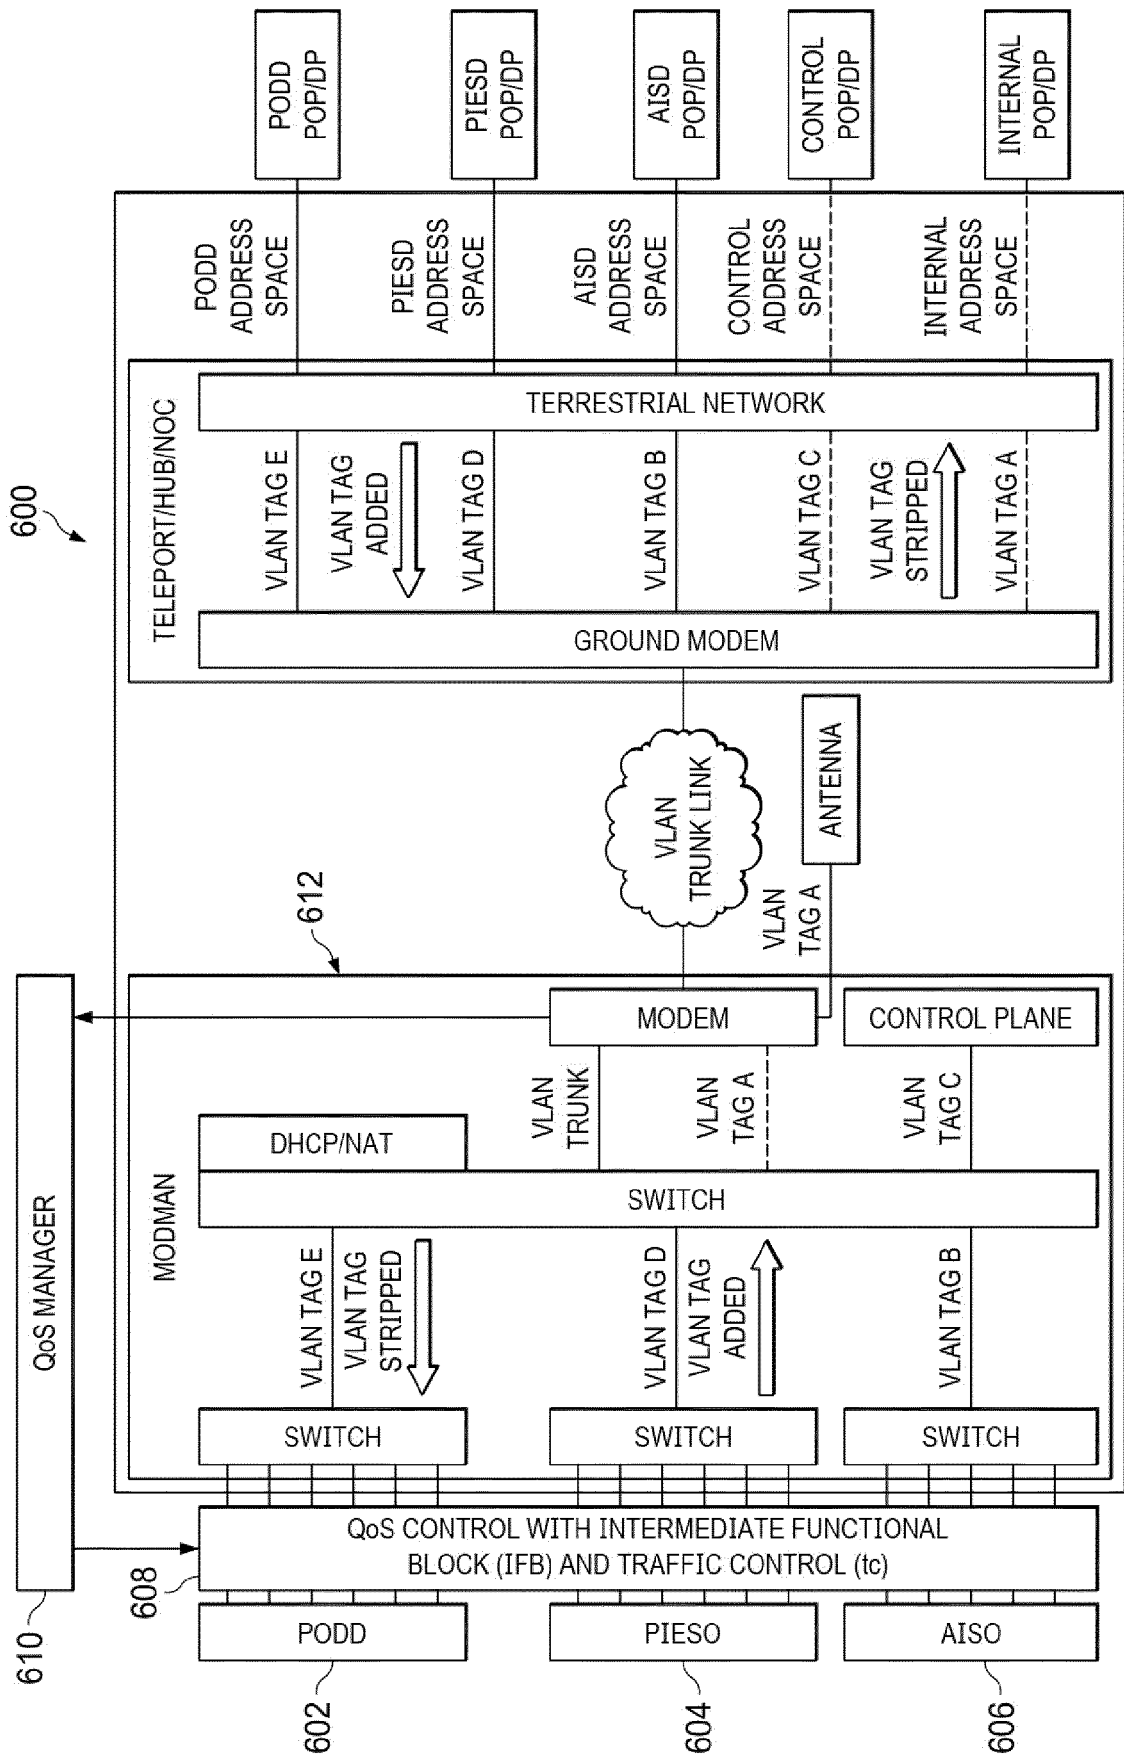 600
610
QoS MANAGER
612
608
QoS CONTROL WITH INTERMEDIATE FUNCTIONAL
BLOCK (IFB) AND TRAFFIC CONTROL (tc)
PODD
602
PIESO
604
AISO
606
MODMAN
SWITCH
SWITCH
SWITCH
VLAN TAG E
VLAN TAG
STRIPPED
VLAN TAG D
VLAN TAG
ADDED
VLAN TAG B
DHCP/NAT
SWITCH
VLAN
TRUNK
VLAN
TAG A
VLAN
TAG C
MODEM
CONTROL PLANE
VLAN
TAG A
ANTENNA
VLAN
TRUNK LINK
TELEPORT/HUB/NOC
GROUND MODEM
VLAN TAG E
VLAN TAG
ADDED
VLAN TAG D
VLAN TAG B
VLAN TAG C
VLAN TAG
STRIPPED
VLAN TAG A
TERRESTRIAL NETWORK
PODD
ADDRESS
SPACE
PIESD
ADDRESS
SPACE
AISD
ADDRESS
SPACE
CONTROL
ADDRESS
SPACE
INTERNAL
ADDRESS
SPACE
PODD
POP/DP
PIESD
POP/DP
AISD
POP/DP
CONTROL
POP/DP
INTERNAL
POP/DP